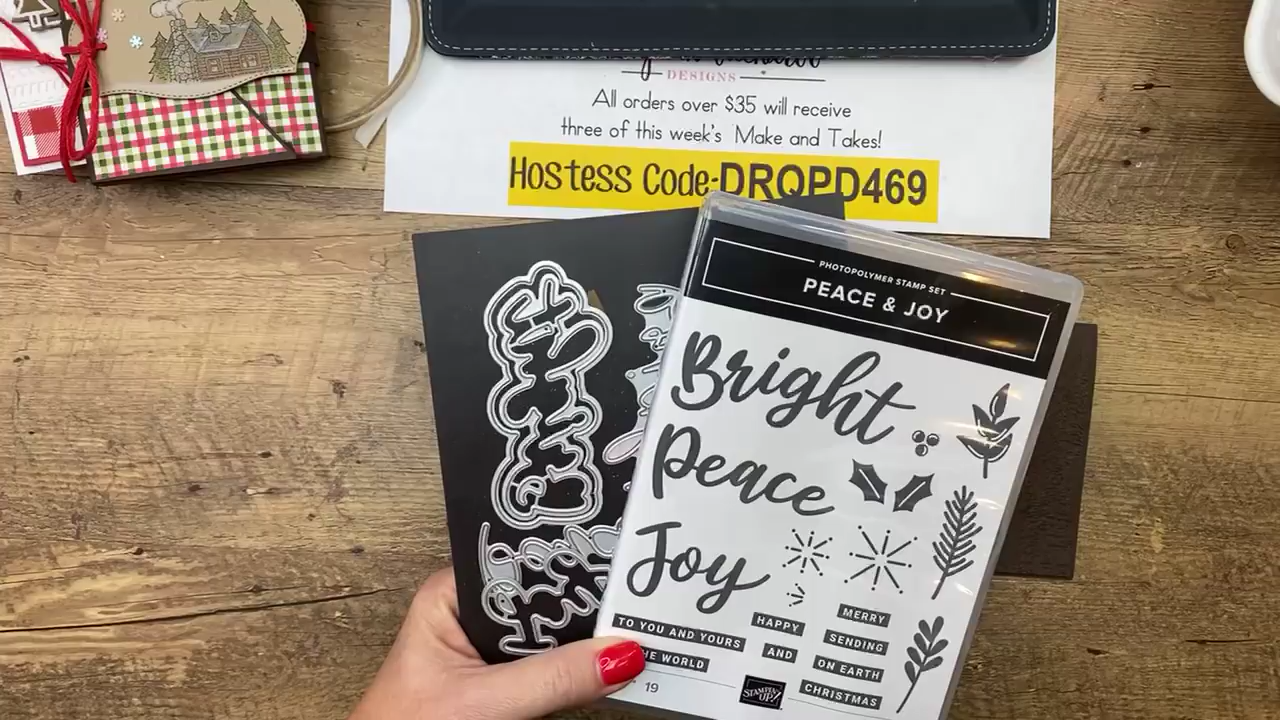 DESIGNS
All orders over $35 will receive
three of this week's Make and Takes!
Hostess Code:DRQPD469
PHOTOPOLYMER STAMP SET
PEACE & JOY
Bright
Peace
Joy
TO YOU AND YOURS
HE WORLD
HAPPY
AND
MERRY
SENDING
ON EARTH
CHRISTMAS
19
STAMPIN' UP!